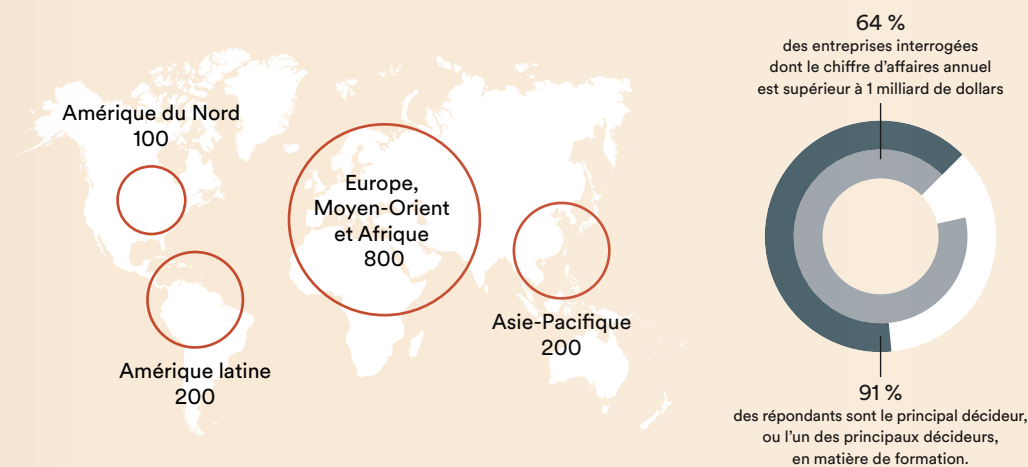 Amérique du Nord
100
Europe,
Moyen-Orient
et Afrique
800
Asie-Pacifique
200
Amérique latine
200
64 %
des entreprises interrogées
dont le chiffre d’affaires annuel
est supérieur à 1 milliard de dollars
91 %
des répondants sont le principal décideur,
ou l’un des principaux décideurs,
en matière de formation.